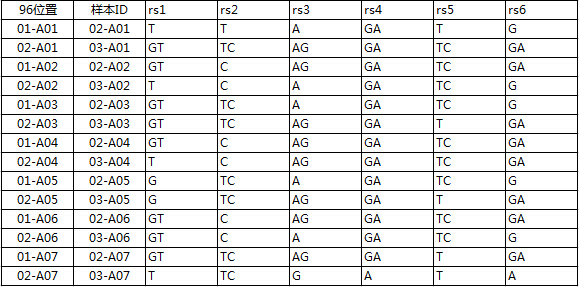 96位置 样本ID rs1 rs2 rs3 rs4 rs5 rs6
01-A01 02-A01 T T A GA T G
02-A01 03-A01 GT TC AG GA TC GA
01-A02 02-A02 GT C AG GA TC GA
02-A02 03-A02 T C A GA TC G
01-A03 02-A03 GT TC A GA TC G
02-A03 03-A03 GT TC AG GA T GA
01-A04 02-A04 GT C AG GA TC GA
02-A04 03-A04 T C AG GA TC GA
01-A05 02-A05 G TC A GA TC G
02-A05 03-A05 G TC AG GA T GA
01-A06 02-A06 GT C AG GA TC GA
02-A06 03-A06 GT C A GA TC G
01-A07 02-A07 GT TC AG GA T GA
02-A07 03-A07 T TC G A T A